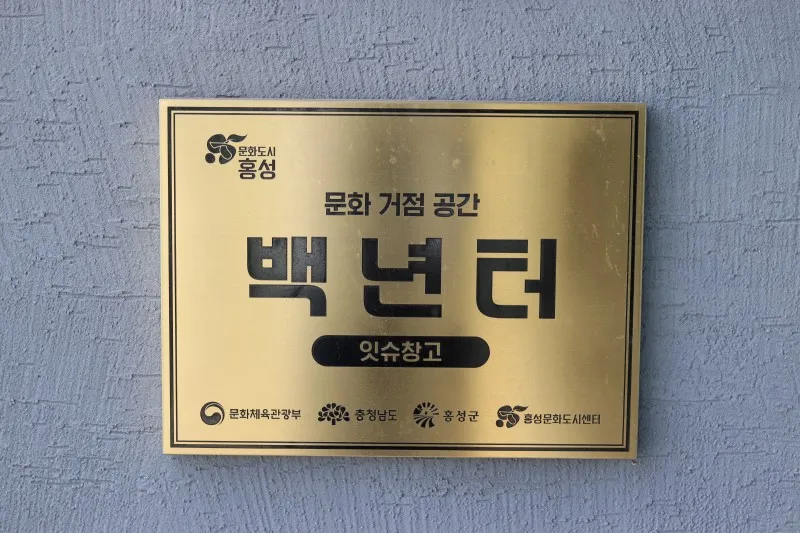 문화도시
홍성
문화 거점 공간
백년터
잇슈창고
문화체육관광부 충청남도 홍성군 홍성문화도시센터